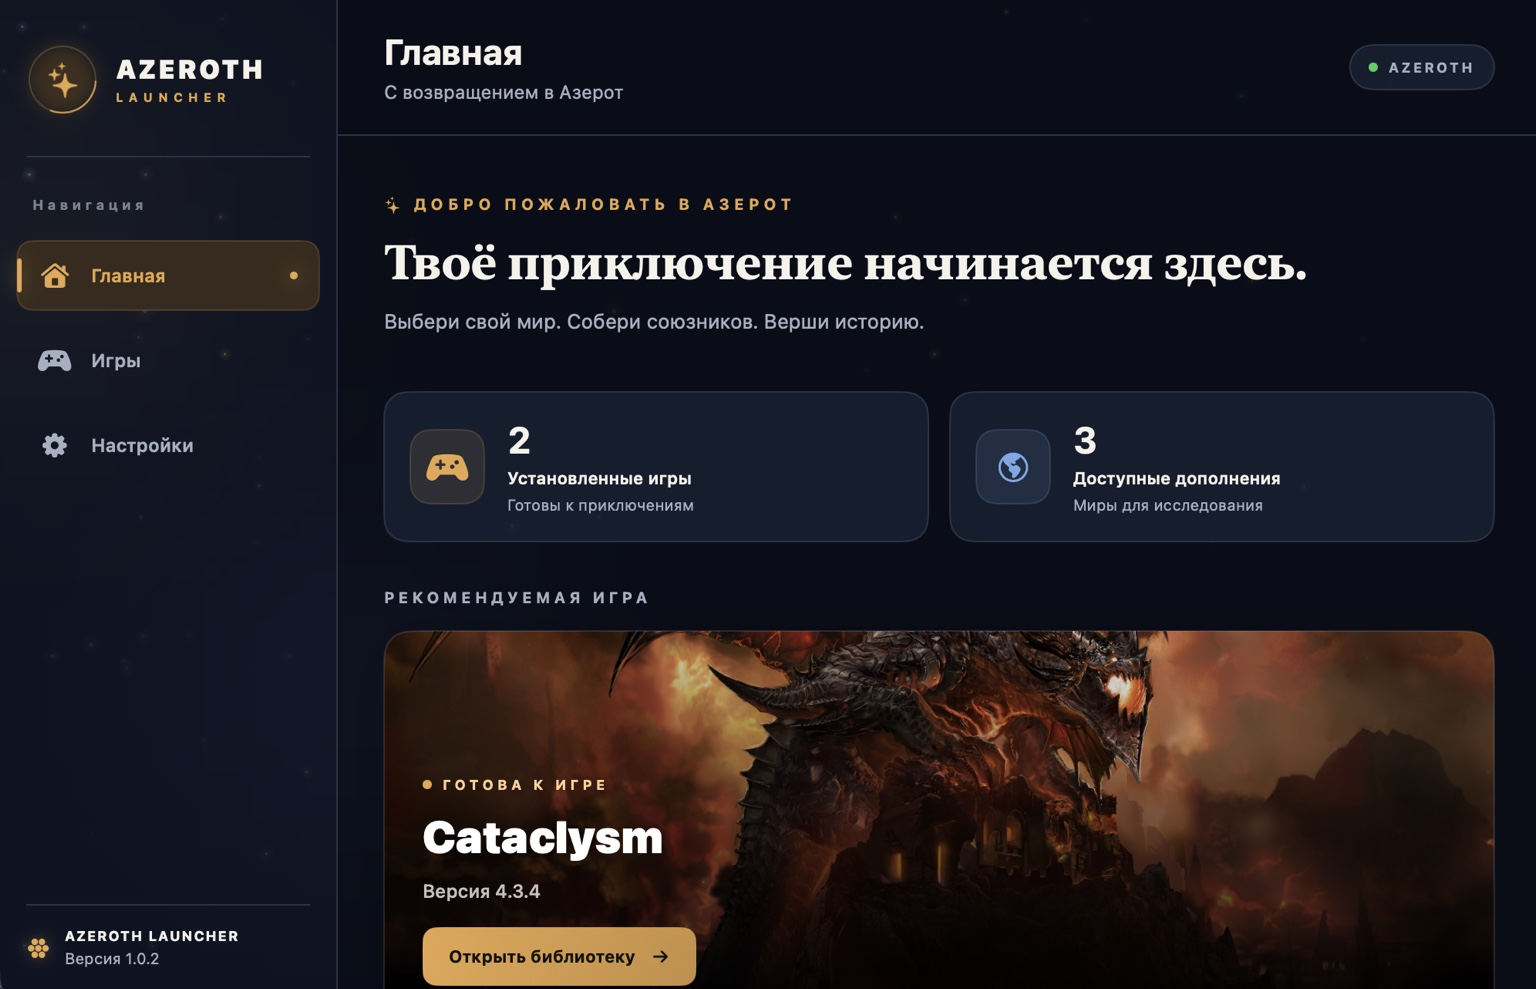 AZEROTH
LAUNCHER
Навигация
Главная
Игры
Настройки
AZEROTH LAUNCHER
Версия 1.0.2
Главная
С возвращением в Азерот
AZEROTH
ДОБРО ПОЖАЛОВАТЬ В АЗЕРОТ
Твоё приключение начинается здесь.
Выбери свой мир. Собери союзников. Верши историю.
2
Установленные игры
Готовы к приключениям
3
Доступные дополнения
Миры для исследования
РЕКОМЕНДУЕМАЯ ИГРА
ГОТОВА К ИГРЕ
Cataclysm
Версия 4.3.4
Открыть библиотеку →